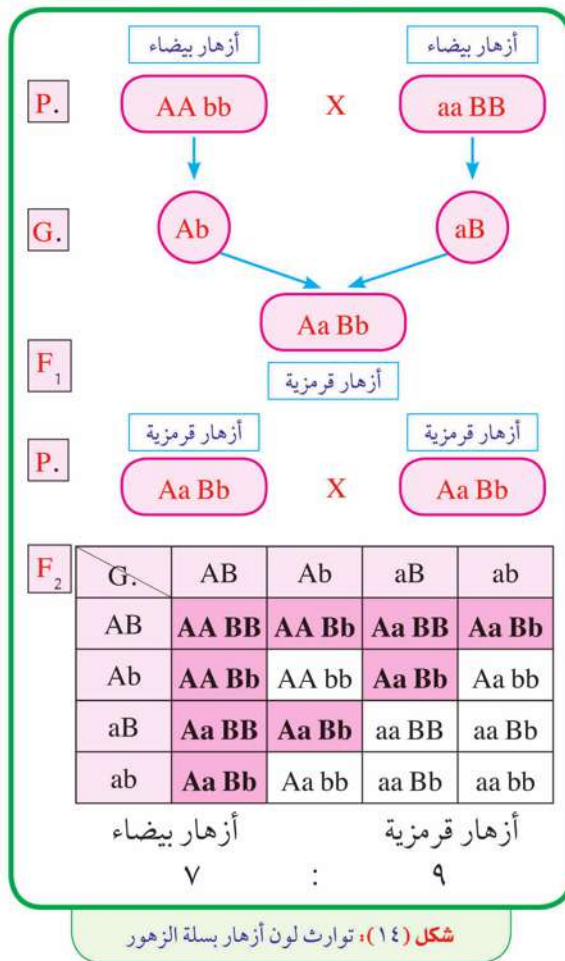 أزهار بيضاء أزهار بيضاء
P. AA bb X aa BB
G. Ab aB
Aa Bb
F1 أزهار قرمزية
أزهار قرمزية أزهار قرمزية
P. Aa Bb X Aa Bb
F2 G. AB Ab aB ab
AB AA BB AA Bb Aa BB Aa Bb
Ab AA Bb AA bb Aa Bb Aa bb
aB Aa BB Aa Bb aa BB aa Bb
ab Aa Bb Aa bb aa Bb aa bb
أزهار قرمزية أزهار بيضاء
٩ : ٧
شكل (١٤): توارث لون أزهار بسلة الزهور